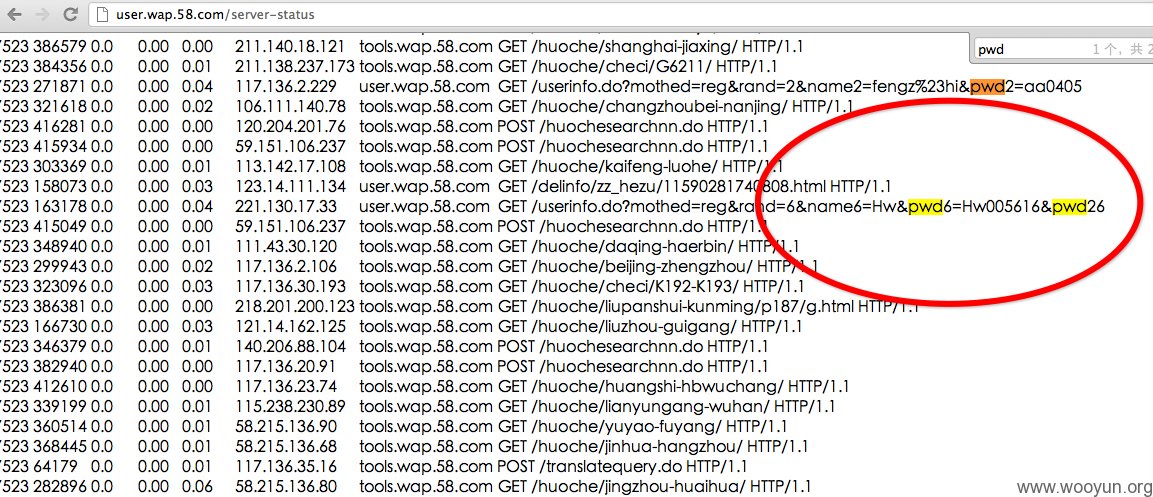 user.wap.58.com/server-status
pwd 1 个，共 2
7523 386579 0.0 0.00 0.00 211.140.18.121 tools.wap.58.com GET /huoche/shanghai-jiaxing/ HTTP/1.1
7523 384356 0.0 0.00 0.01 211.138.237.173 tools.wap.58.com GET /huoche/checi/G6211/ HTTP/1.1
7523 271871 0.0 0.00 0.04 117.136.2.229 user.wap.58.com GET /userinfo.do?mothed=reg&rand=2&name2=fengz%23hi&pwd2=aa0405
7523 321618 0.0 0.00 0.02 106.111.140.78 tools.wap.58.com GET /huoche/changzhoubei-nanjing/ HTTP/1.1
7523 416281 0.0 0.00 0.00 120.204.201.76 tools.wap.58.com POST /huochesearchnn.do HTTP/1.1
7523 415934 0.0 0.00 0.00 59.151.106.237 tools.wap.58.com POST /huochesearchnn.do HTTP/1.1
7523 303369 0.0 0.00 0.01 113.142.17.108 tools.wap.58.com GET /huoche/kaifeng-luohe/ HTTP/1.1
7523 158073 0.0 0.00 0.03 123.14.111.134 user.wap.58.com GET /delinfo/zz_hezu/11590281740808.html HTTP/1.1
7523 163178 0.0 0.00 0.04 221.130.17.33 user.wap.58.com GET /userinfo.do?mothed=reg&rand=6&name6=Hw&pwd6=Hw005616&pwd26
7523 415049 0.0 0.00 0.00 59.151.106.237 tools.wap.58.com POST /huochesearchnn.do HTTP/1.1
7523 348940 0.0 0.00 0.01 111.43.30.120 tools.wap.58.com GET /huoche/daqing-haerbin/ HTTP/1.1
7523 299943 0.0 0.00 0.02 117.136.2.106 tools.wap.58.com GET /huoche/beijing-zhengzhou/ HTTP/1.1
7523 323096 0.0 0.00 0.03 117.136.30.193 tools.wap.58.com GET /huoche/checi/K192-K193/ HTTP/1.1
7523 386381 0.0 0.00 0.00 218.201.200.123 tools.wap.58.com GET /huoche/liupanshui-kunming/p187/g.html HTTP/1.1
7523 166730 0.0 0.00 0.03 121.14.162.125 tools.wap.58.com GET /huoche/liuzhou-guigang/ HTTP/1.1
7523 346379 0.0 0.00 0.01 140.206.88.104 tools.wap.58.com POST /huochesearchnn.do HTTP/1.1
7523 382940 0.0 0.00 0.00 117.136.20.91 tools.wap.58.com POST /huochesearchnn.do HTTP/1.1
7523 412610 0.0 0.00 0.01 117.136.23.74 tools.wap.58.com GET /huoche/huangshi-hbwuchang/ HTTP/1.1
7523 339199 0.0 0.00 0.01 115.238.230.89 tools.wap.58.com GET /huoche/lianyungang-wuhan/ HTTP/1.1
7523 360514 0.0 0.00 0.01 58.215.136.90 tools.wap.58.com GET /huoche/yuyao-fuyang/ HTTP/1.1
7523 368445 0.0 0.00 0.01 58.215.136.68 tools.wap.58.com GET /huoche/jinhua-hangzhou/ HTTP/1.1
7523 64179 0.0 0.00 0.01 117.136.35.16 tools.wap.58.com POST /translatequery.do HTTP/1.1
7523 282896 0.0 0.00 0.06 58.215.136.80 tools.wap.58.com GET /huoche/jingzhou-huaihua/ HTTP/1.1
www.wooyun.org